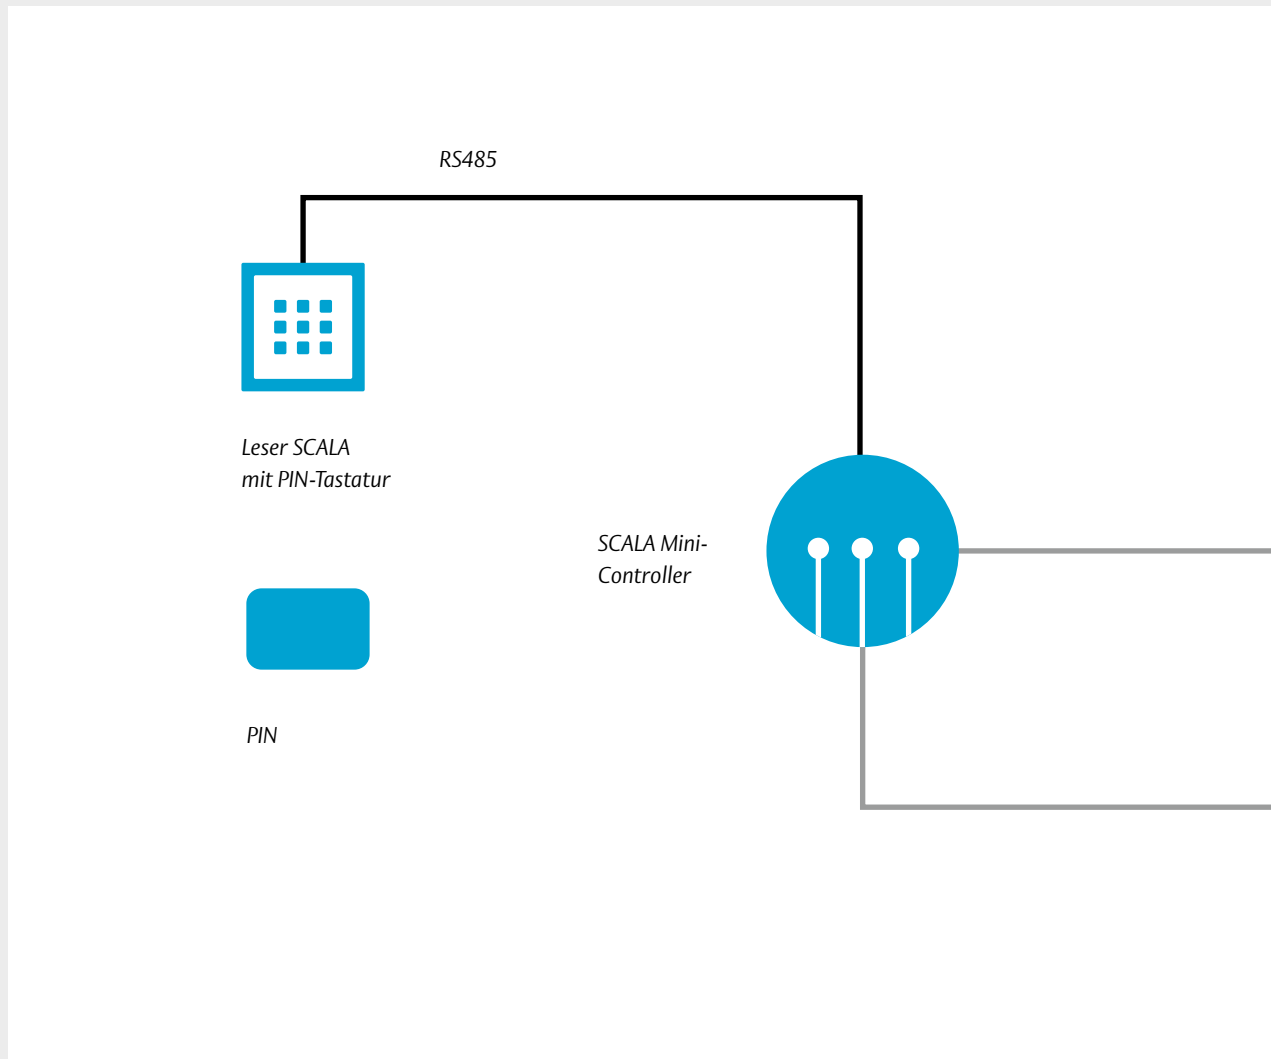 RS485
Leser SCALA
mit PIN-Tastatur
SCALA Mini-
Controller
PIN